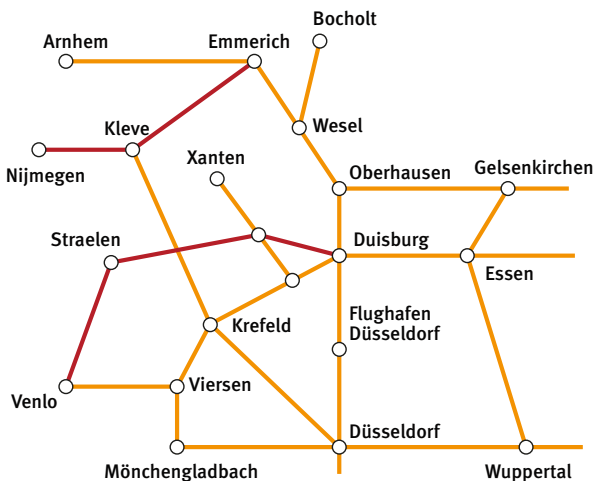 Bocholt
Arnhem
Emmerich
Kleve
Wesel
Xanten
Nijmegen
Oberhausen
Gelsenkirchen
Straelen
Duisburg
Essen
Krefeld
Flughafen
Düsseldorf
Venlo
Viersen
Düsseldorf
Mönchengladbach
Wuppertal